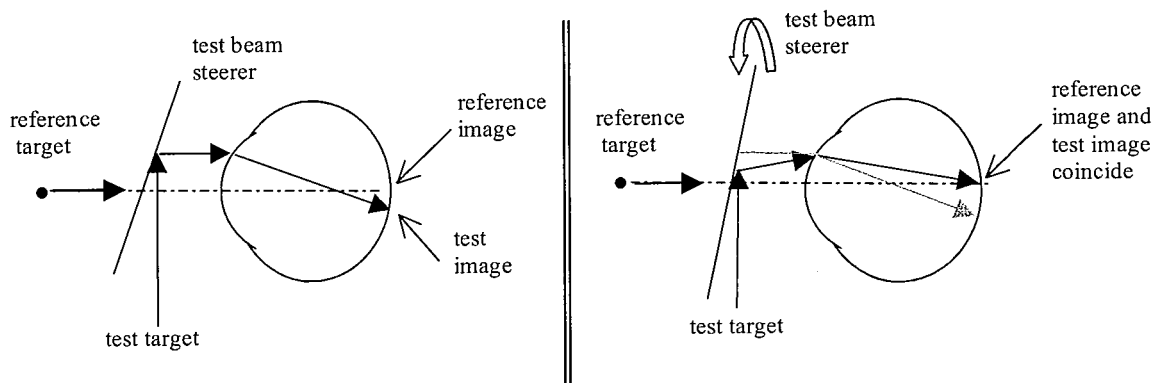 test beam
steerer
reference
target
reference
image
test
image
test target
test beam
steerer
reference
target
reference
image and
test image
coincide
test target